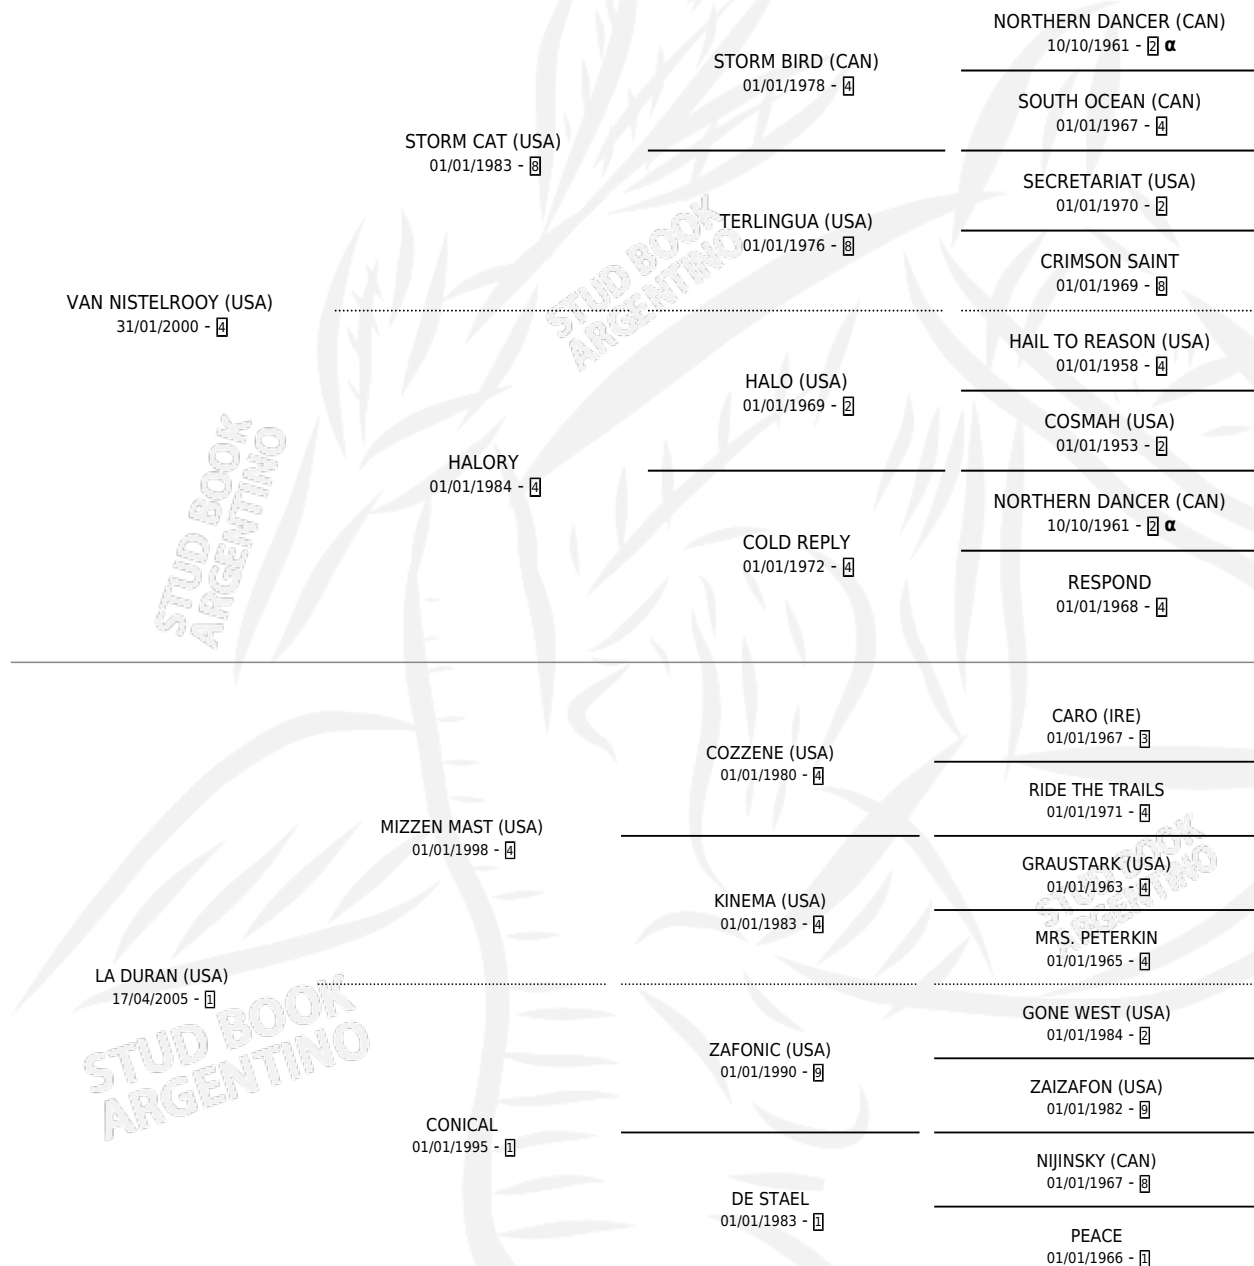 NORTHERN DANCER (CAN)
10/10/1961 - 2 α
STORM BIRD (CAN)
01/01/1978 - 4
SOUTH OCEAN (CAN)
01/01/1967 - 4
STORM CAT (USA)
01/01/1983 - 8
SECRETARIAT (USA)
01/01/1970 - 2
TERLINGUA (USA)
01/01/1976 - 8
CRIMSON SAINT
01/01/1969 - 8
VAN NISTELROOY (USA)
31/01/2000 - 4
HAIL TO REASON (USA)
01/01/1958 - 4
HALO (USA)
01/01/1969 - 2
COSMAH (USA)
01/01/1953 - 2
HALORY
01/01/1984 - 4
NORTHERN DANCER (CAN)
10/10/1961 - 2 α
COLD REPLY
01/01/1972 - 4
RESPOND
01/01/1968 - 4
CARO (IRE)
01/01/1967 - 3
COZZENE (USA)
01/01/1980 - 4
RIDE THE TRAILS
01/01/1971 - 4
MIZZEN MAST (USA)
01/01/1998 - 4
GRAUSTARK (USA)
01/01/1963 - 4
KINEMA (USA)
01/01/1983 - 4
MRS. PETERKIN
01/01/1965 - 4
LA DURAN (USA)
17/04/2005 - 1
GONE WEST (USA)
01/01/1984 - 2
ZAFONIC (USA)
01/01/1990 - 9
ZAIZAFON (USA)
01/01/1982 - 9
CONICAL
01/01/1995 - 1
NIJINSKY (CAN)
01/01/1967 - 8
DE STAEL
01/01/1983 - 1
PEACE
01/01/1966 - 1
STUD BOOK
ARGENTINO
STUD BOOK
ARGENTINO
STUD BOOK
ARGENTINO
STUD BOOK
ARGENTINO